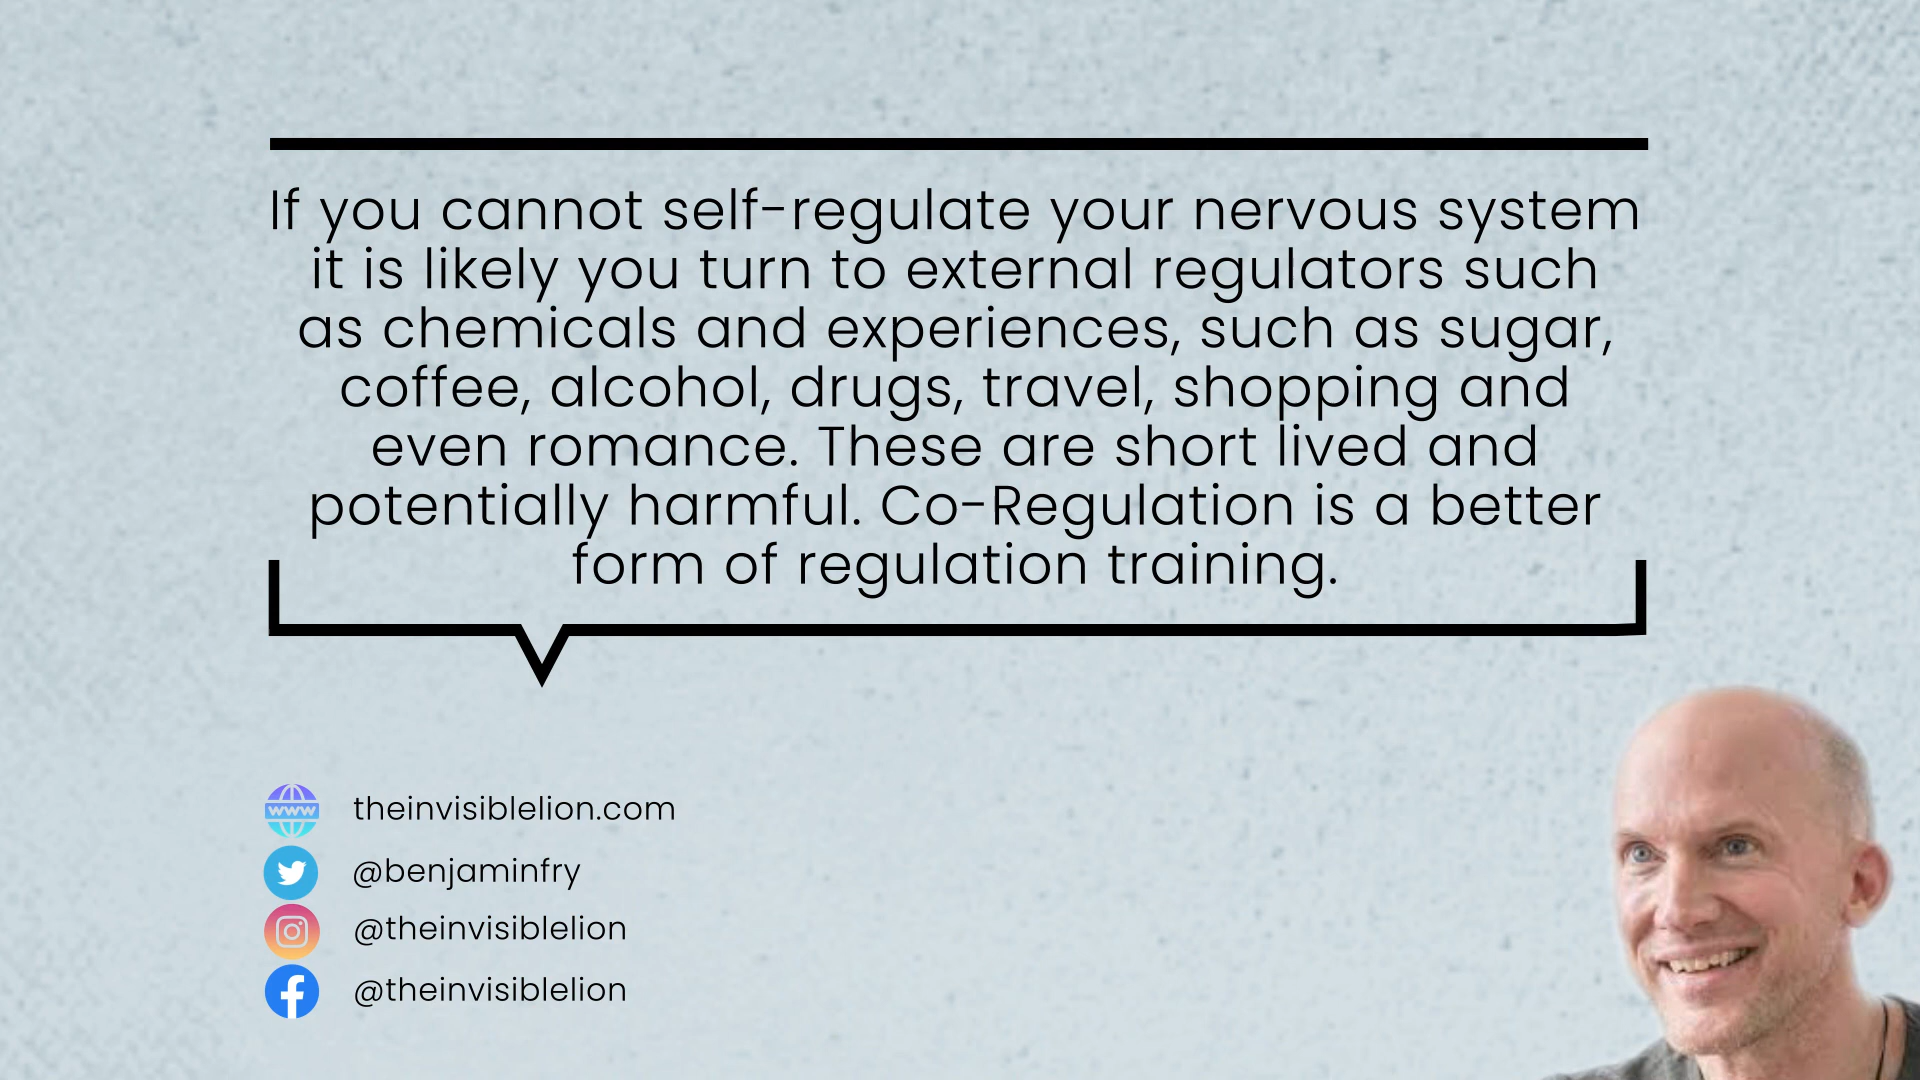 If you cannot self-regulate your nervous system
it is likely you turn to external regulators such
as chemicals and experiences, such as sugar,
coffee, alcohol, drugs, travel, shopping and
even romance. These are short lived and
potentially harmful. Co-Regulation is a better
form of regulation training.
www theinvisiblelion.com
@benjaminfry
@theinvisiblelion
@theinvisiblelion